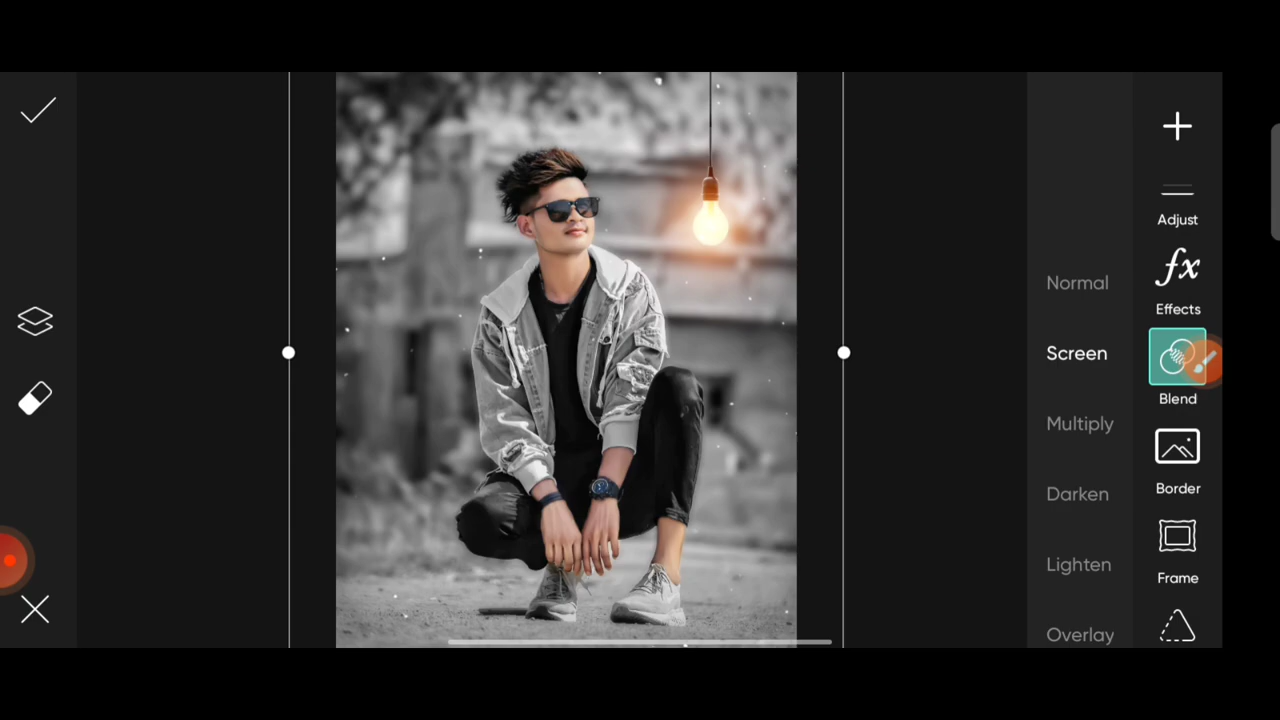 Adjust
fx
Effects
Blend
Border
Frame
Normal
Screen
Multiply
Darken
Lighten
Overlay